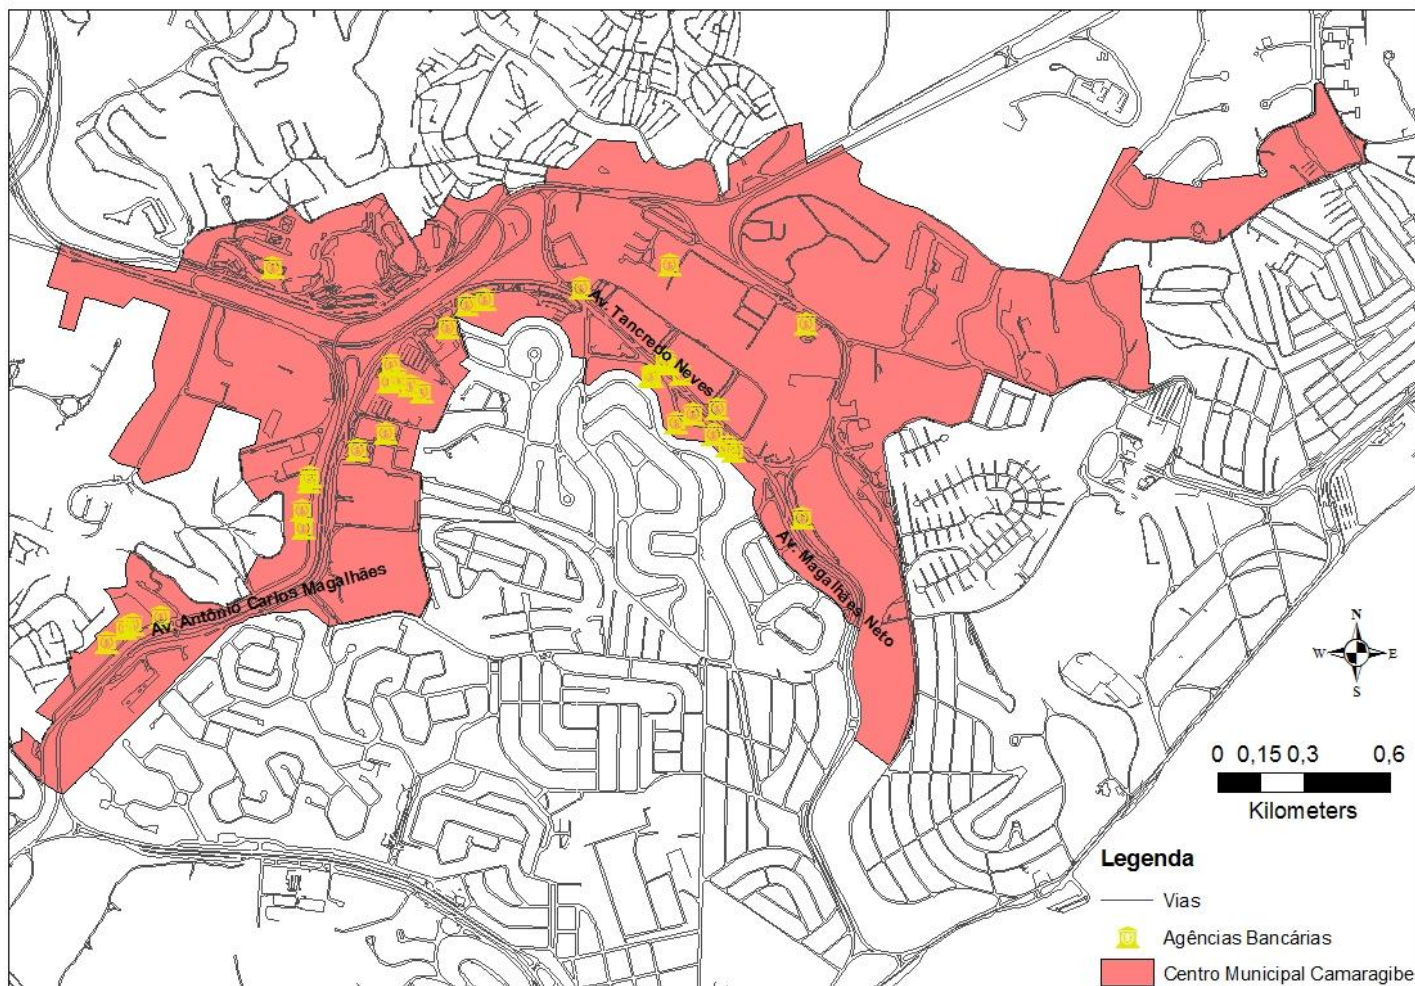 Av. Tancredo Neves
Av. Magalhães Neto
Av. Antônio Carlos Magalhães
N
W E
S
0 0,15 0,3 0,6
Kilometers
Legenda
Vias
Agências Bancárias
Centro Municipal Camaragibe